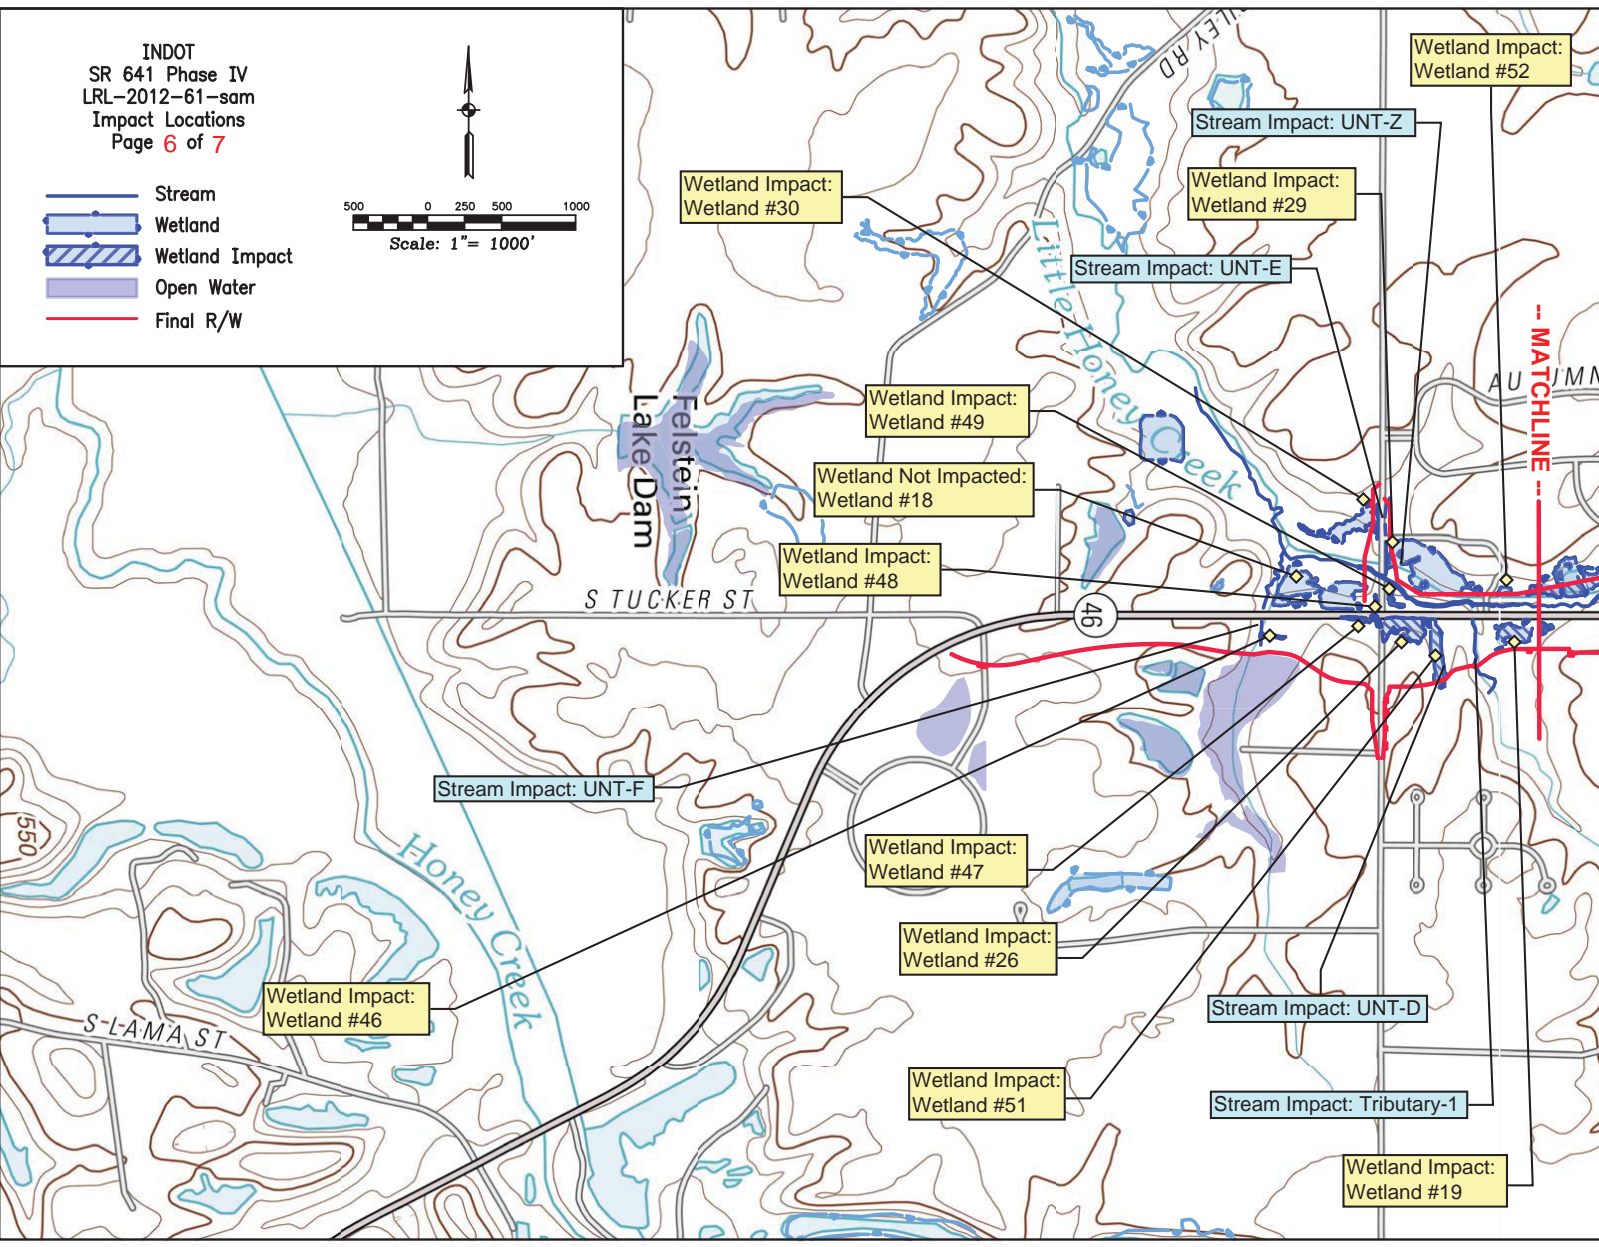 INDOT
SR 641 Phase IV
LRL-2012-61-sam
Impact Locations
Page 6 of 7
Stream
Wetland
Wetland Impact
Open Water
Final R/W
500 0 250 500 1000
Scale: 1"= 1000'
Wetland Impact:
Wetland #52
Stream Impact: UNT-Z
Wetland Impact:
Wetland #30
Wetland Impact:
Wetland #29
Stream Impact: UNT-E
Little Honey Creek
-- MATCHLINE --
Wetland Impact:
Wetland #49
Felstein
Lake Dam
Wetland Not Impacted:
Wetland #18
Wetland Impact:
Wetland #48
S TUCKER ST
46
Stream Impact: UNT-F
550
Honey Creek
Wetland Impact:
Wetland #47
Wetland Impact:
Wetland #26
Wetland Impact:
Wetland #46
S LAMA ST
Stream Impact: UNT-D
Wetland Impact:
Wetland #51
Stream Impact: Tributary-1
Wetland Impact:
Wetland #19